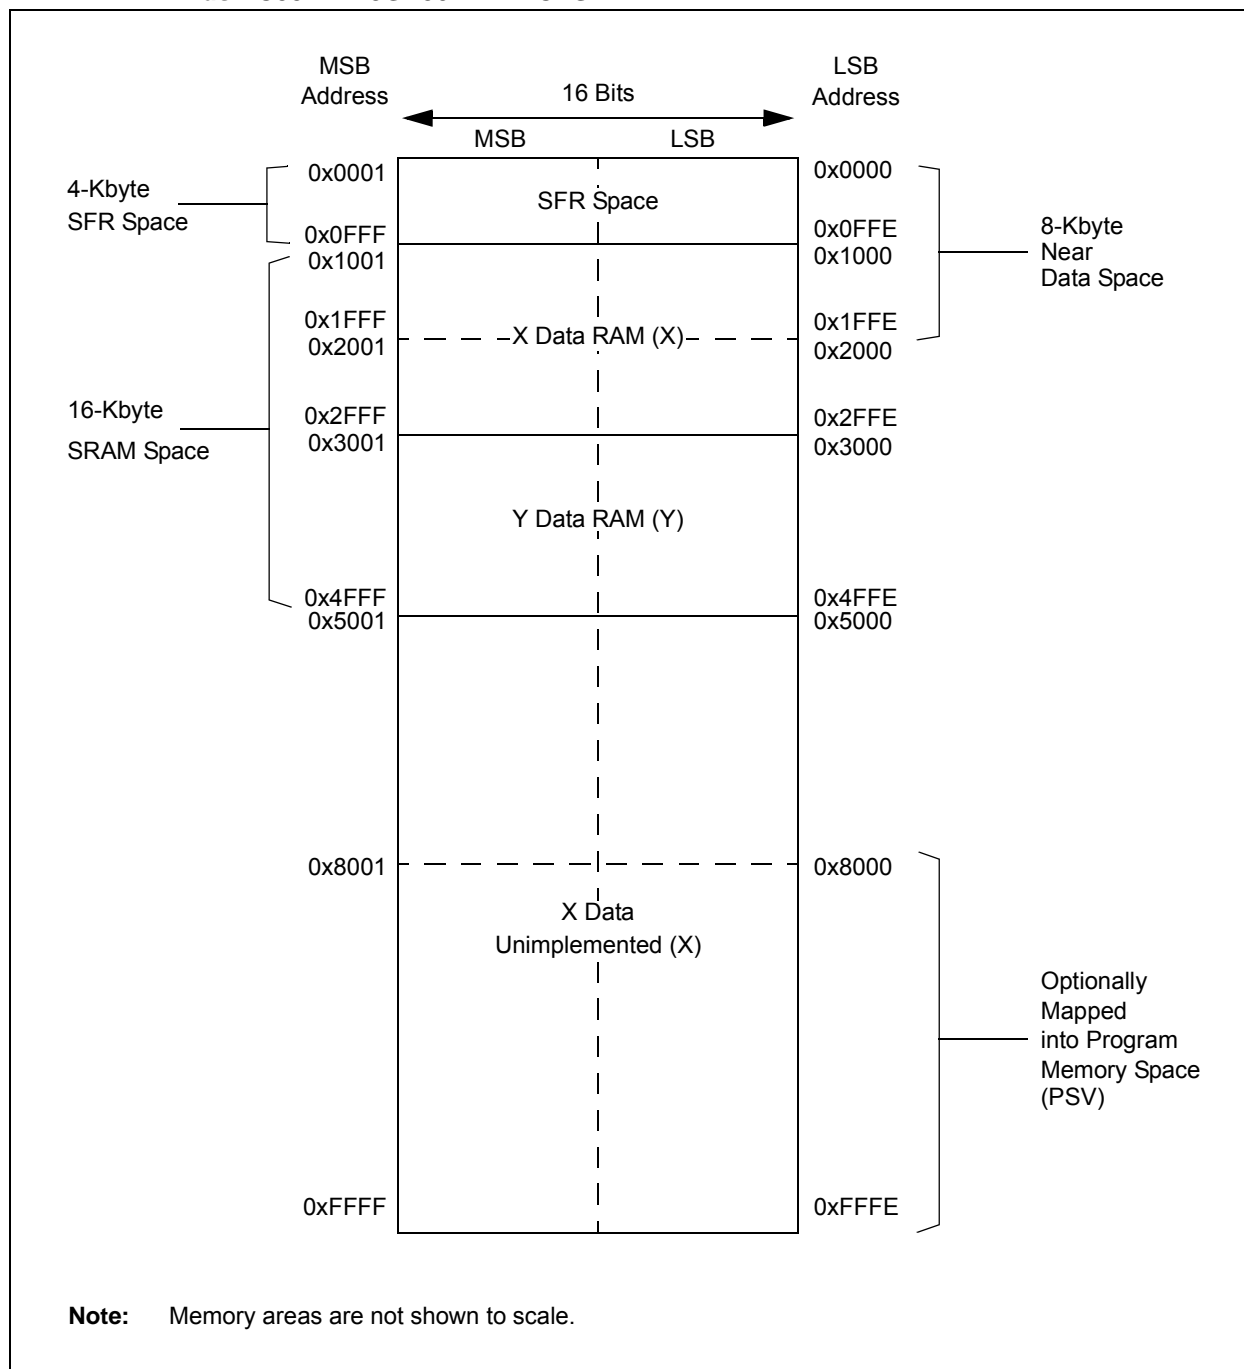 MSB
Address
16 Bits
LSB
Address
MSB
LSB
4-Kbyte
SFR Space
0x0001
0x0FFF
0x1001
SFR Space
0x0000
0x0FFE
0x1000
8-Kbyte
Near
Data Space
0x1FFF
0x2001
X Data RAM (X)
0x1FFE
0x2000
16-Kbyte
SRAM Space
0x2FFF
0x3001
0x2FFE
0x3000
Y Data RAM (Y)
0x4FFF
0x5001
0x4FFE
0x5000
0x8001
0x8000
X Data
Unimplemented (X)
Optionally
Mapped
into Program
Memory Space
(PSV)
0xFFFF
0xFFFE
Note: Memory areas are not shown to scale.